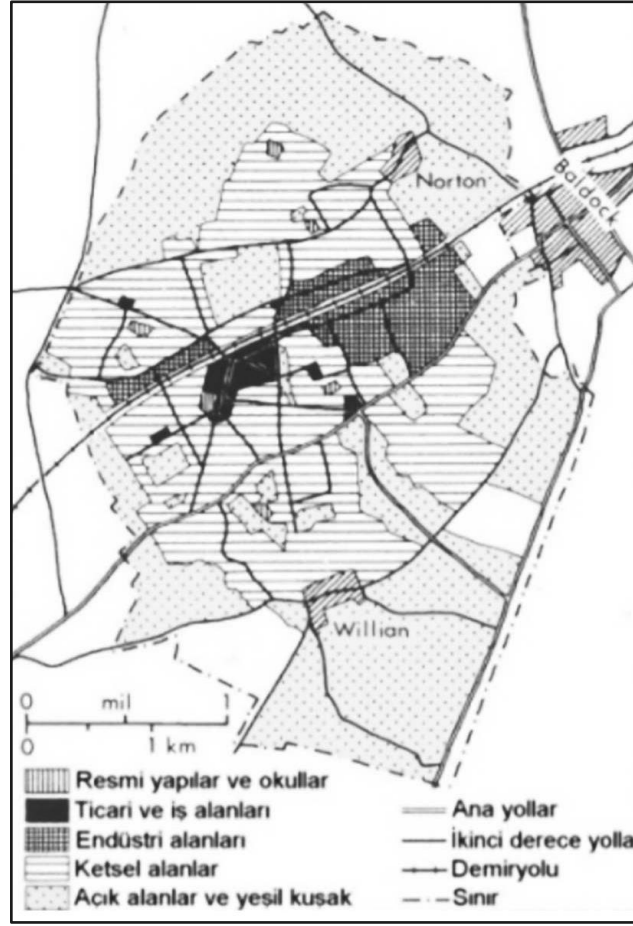 Norton
Baldock
Willian
0 mil 1
0 1 km
Resmi yapılar ve okullar
Ticari ve iş alanları
Endüstri alanları
Ketsel alanlar
Açık alanlar ve yeşil kuşak
Ana yollar
İkinci derece yolla
Demiryolu
Sınır